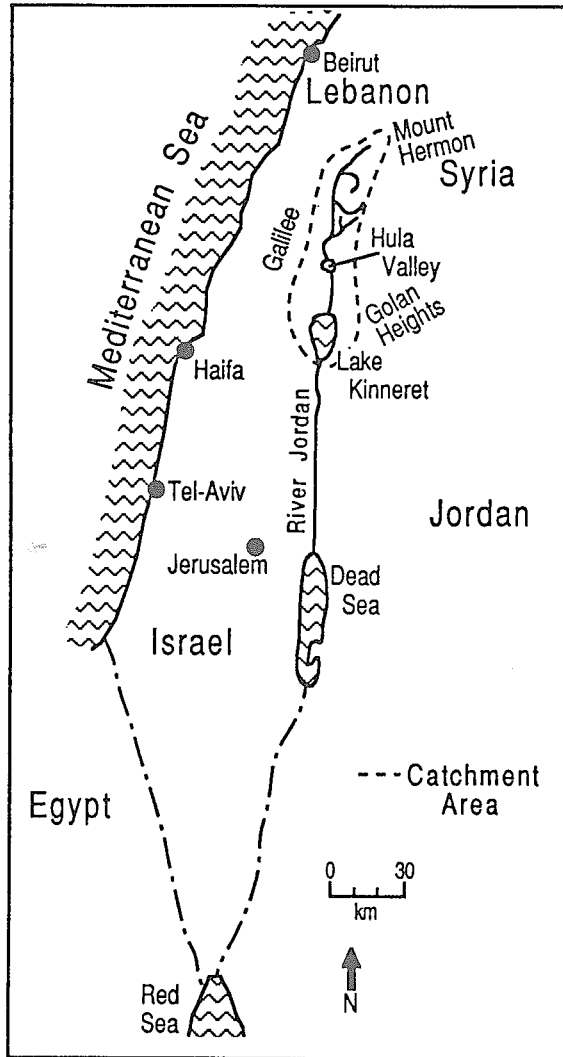 Beirut
Lebanon
Mount
Hermon
Syria
Mediterranean Sea
Galilee
Hula
Valley
Golan
Heights
Haifa
Lake
Kinneret
River Jordan
Tel-Aviv
Jordan
Jerusalem
Dead
Sea
Israel
Egypt
Catchment
Area
0 30
km
N
Red
Sea